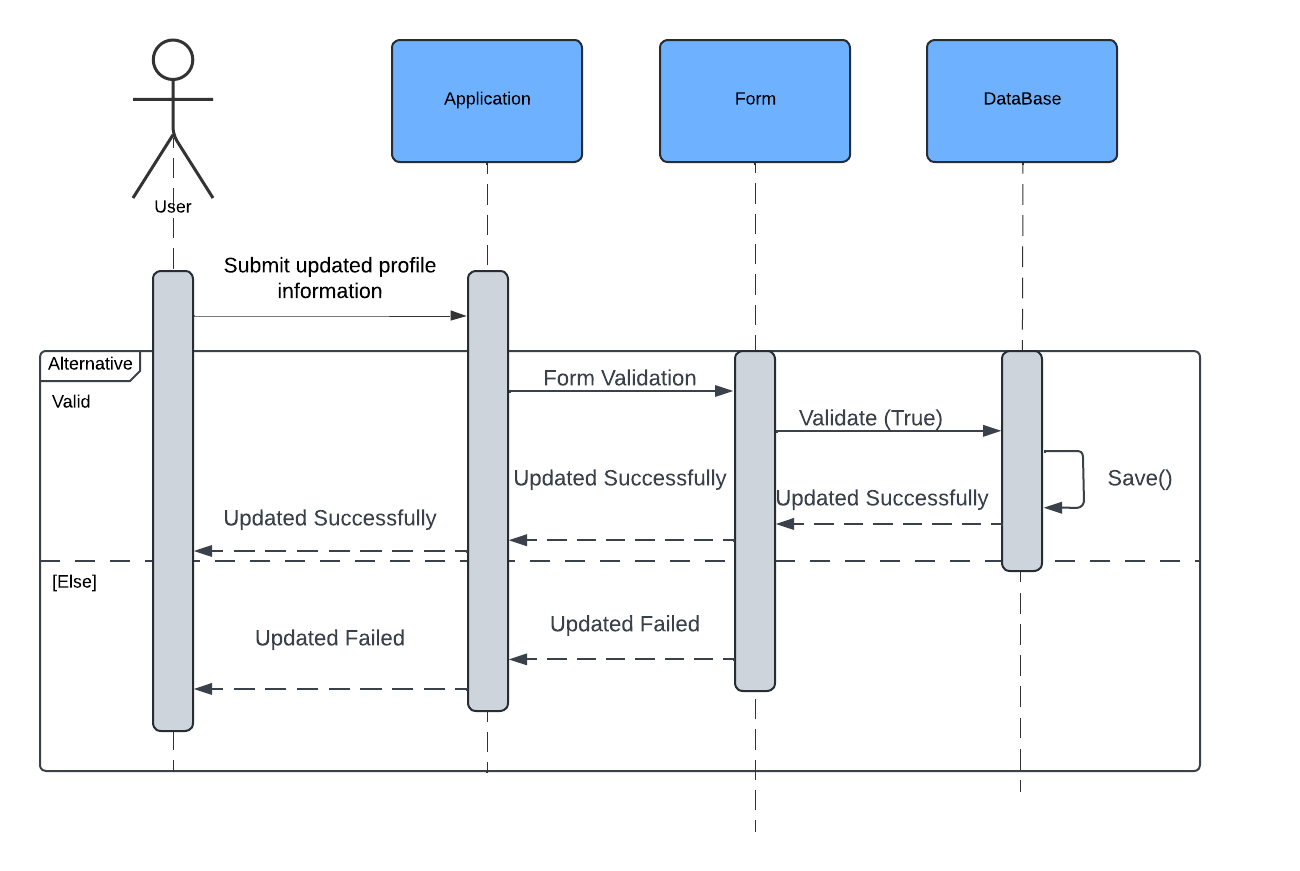 Application
Form
DataBase
User
Submit updated profile
information
Alternative
Valid
Form Validation
Validate (True)
Updated Successfully
Save()
Updated Successfully
Updated Successfully
[Else]
Updated Failed
Updated Failed